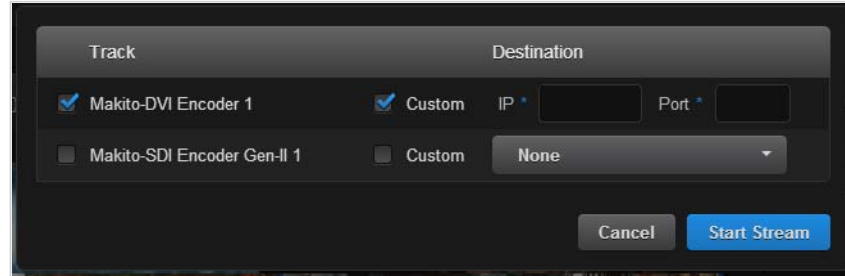 Track Destination
Makito-DVI Encoder 1 Custom IP * Port *
Makito-SDI Encoder Gen-II 1 Custom None
Cancel Start Stream